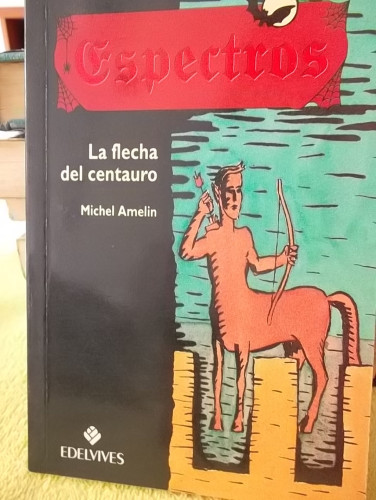 Espectros
La flecha
del centauro
Michel Amelin
EDELVIVES